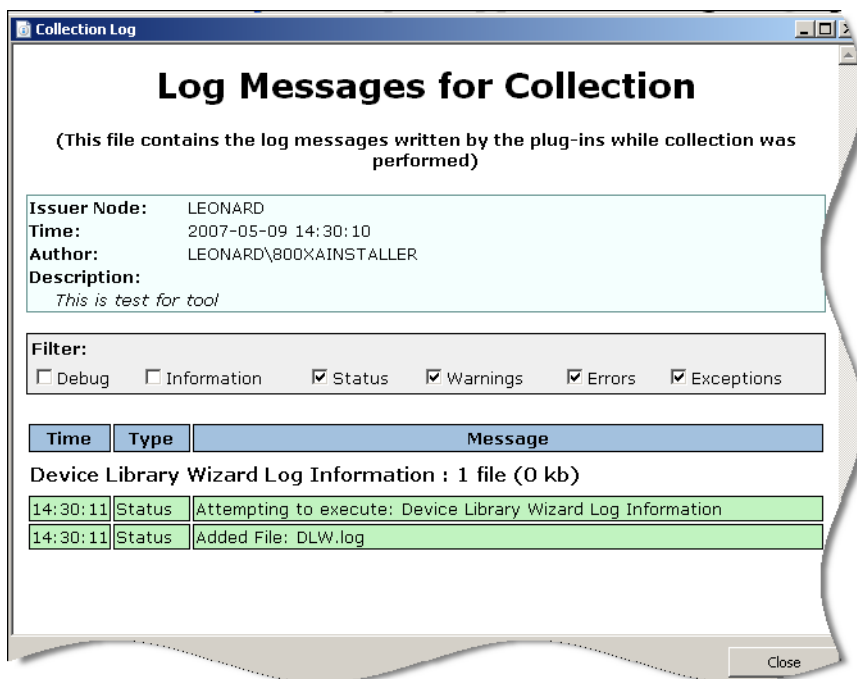 Collection Log
Log Messages for Collection
(This file contains the log messages written by the plug-ins while collection was
performed)
Issuer Node: LEONARD
Time: 2007-05-09 14:30:10
Author: LEONARD\800XAINSTALLER
Description:
This is test for tool
Filter:
Debug Information Status Warnings Errors Exceptions
Time Type Message
Device Library Wizard Log Information : 1 file (0 kb)
14:30:11 Status Attempting to execute: Device Library Wizard Log Information
14:30:11 Status Added File: DLW.log
Close